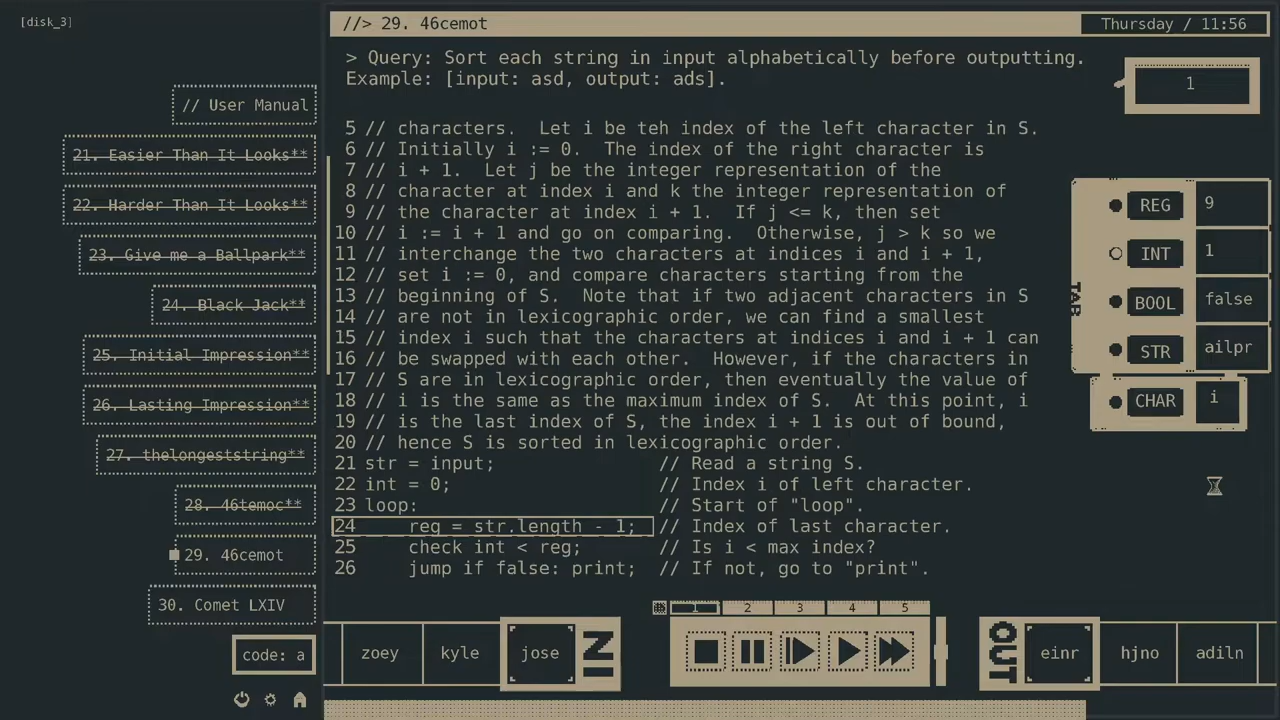 [disk_3]
//> 29. 46cemot
Thursday / 11:56
> Query: Sort each string in input alphabetically before outputting.
Example: [input: asd, output: ads].
1
// User Manual
21. Easier Than It Looks**
22. Harder Than It Looks**
23. Give me a Ballpark**
24. Black Jack**
25. Initial Impression**
26. Lasting Impression**
27. thelongeststring**
28. 46temoc**
29. 46cemot
30. Comet LXIV
code: a
5 // characters.  Let i be teh index of the left character in S.
6 // Initially i := 0.  The index of the right character is
7 // i + 1.  Let j be the integer representation of the
8 // character at index i and k the integer representation of
9 // the character at index i + 1.  If j <= k, then set
10 // i := i + 1 and go on comparing.  Otherwise, j > k so we
11 // interchange the two characters at indices i and i + 1,
12 // set i := 0, and compare characters starting from the
13 // beginning of S.  Note that if two adjacent characters in S
14 // are not in lexicographic order, we can find a smallest
15 // index i such that the characters at indices i and i + 1 can
16 // be swapped with each other.  However, if the characters in
17 // S are in lexicographic order, then eventually the value of
18 // i is the same as the maximum index of S.  At this point, i
19 // is the last index of S, the index i + 1 is out of bound,
20 // hence S is sorted in lexicographic order.
21 str = input;               // Read a string S.
22 int = 0;                   // Index i of left character.
23 loop:                      // Start of "loop".
24     reg = str.length - 1;  // Index of last character.
25     check int < reg;       // Is i < max index?
26     jump if false: print;  // If not, go to "print".
REG 9
INT 1
BOOL false
STR ailpr
CHAR i
1 2 3 4 5
zoey kyle jose IN
OUT einr hjno adiln